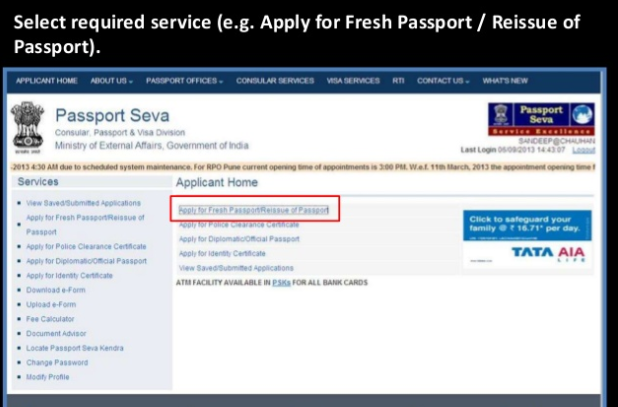 Select required service (e.g. Apply for Fresh Passport / Reissue of
Passport).
APPLICANT HOME ABOUT US PASSPORT OFFICES CONSULAR SERVICES VISA SERVICES RTI CONTACT US WHAT'S NEW
Passport Seva
Consular, Passport & Visa Division
Ministry of External Affairs, Government of India
Passport
Seva
Service Excellence
SANDEEP@CHAUHAN
Last Login 06/09/2013 14:43:07 Logout
-2013 4:30 AM due to scheduled system maintenance. For RPO Pune current opening time of appointments is 3:00 PM. W.e.f. 11th March, 2013 the appointment opening time f
Services
View Saved/Submitted Applications
Apply for Fresh Passport/Reissue of
Passport
Apply for Police Clearance Certificate
Apply for Diplomatic/Official Passport
Apply for Identity Certificate
Download e-Form
Upload e-Form
Fee Calculator
Document Advisor
Locate Passport Seva Kendra
Change Password
Modify Profile
Applicant Home
Apply for Fresh Passport/Reissue of Passport
Apply for Police Clearance Certificate
Apply for Diplomatic/Official Passport
Apply for Identity Certificate
View Saved/Submitted Applications
ATM FACILITY AVAILABLE IN PSKs FOR ALL BANK CARDS
Click to safeguard your
family @ ₹ 16.71* per day.
TATA AIA
LIFE